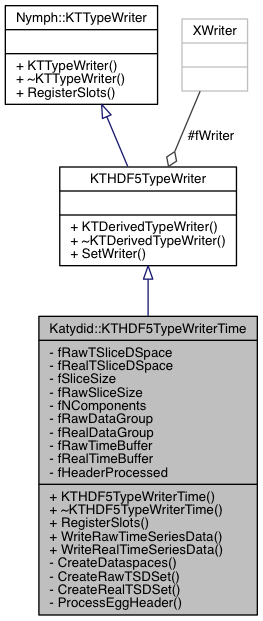 Nymph::KTTypeWriter
+ KTTypeWriter()
+ ~KTTypeWriter()
+ RegisterSlots()
XWriter
#fWriter
KTHDF5TypeWriter
+ KTDerivedTypeWriter()
+ ~KTDerivedTypeWriter()
+ SetWriter()
Katydid::KTHDF5TypeWriterTime
- fRawTSliceDSpace
- fRealTSliceDSpace
- fSliceSize
- fRawSliceSize
- fNComponents
- fRawDataGroup
- fRealDataGroup
- fRawTimeBuffer
- fRealTimeBuffer
- fHeaderProcessed
+ KTHDF5TypeWriterTime()
+ ~KTHDF5TypeWriterTime()
+ RegisterSlots()
+ WriteRawTimeSeriesData()
+ WriteRealTimeSeriesData()
- CreateDataspaces()
- CreateRawTSDSet()
- CreateRealTSDSet()
- ProcessEggHeader()